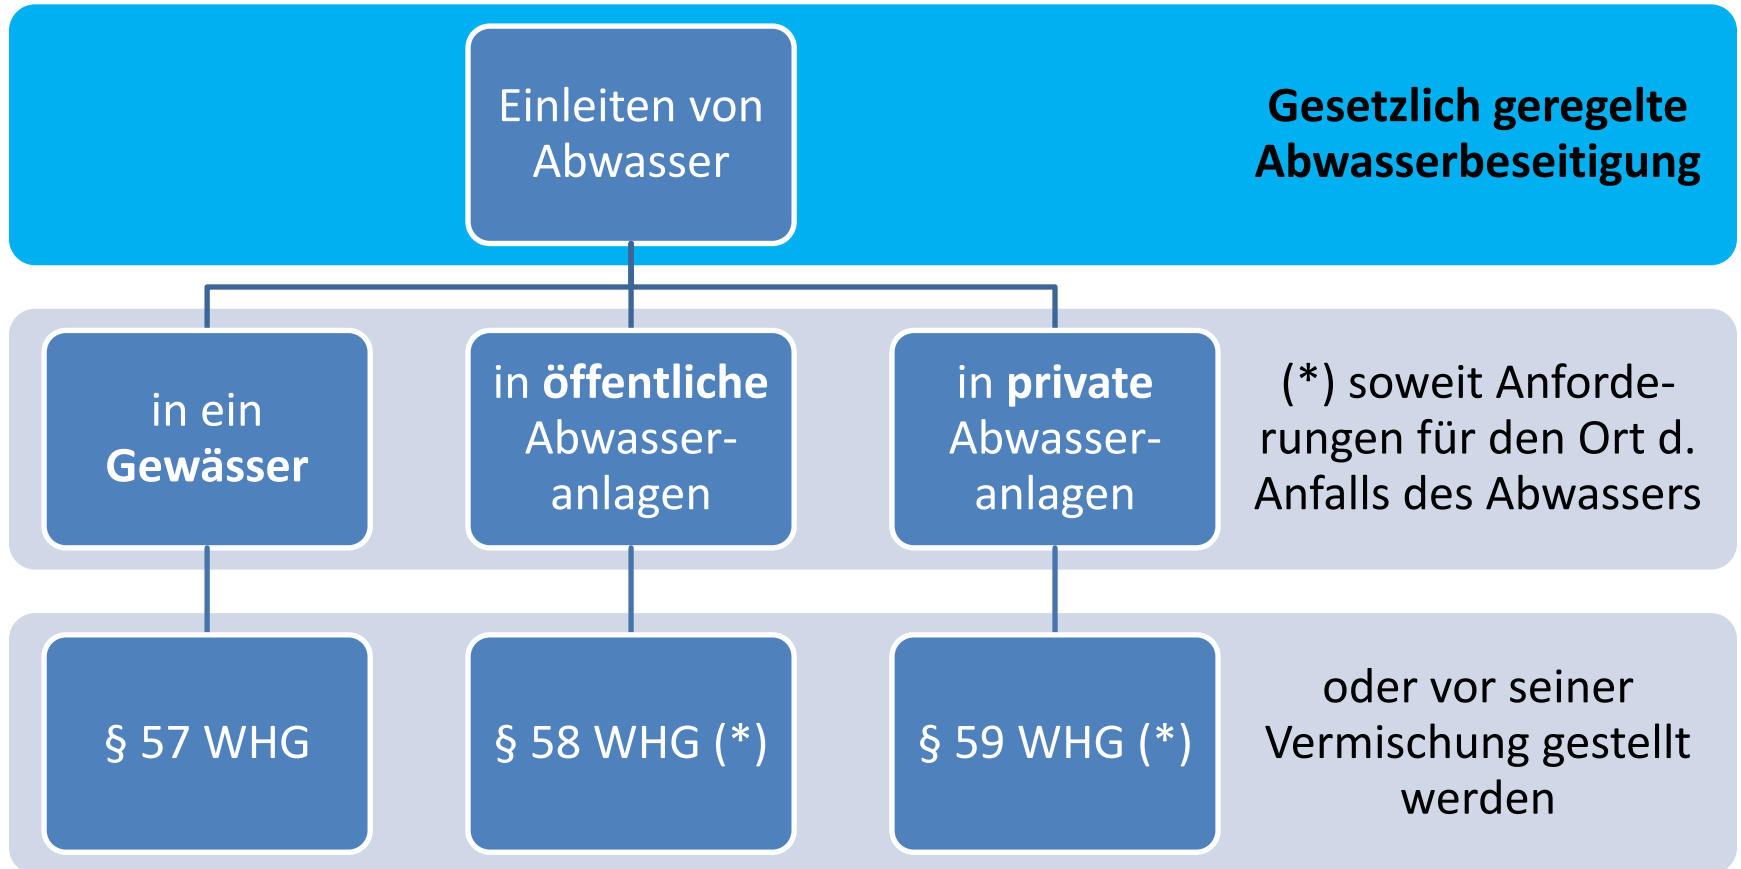 Einleiten von
Abwasser
Gesetzlich geregelte
Abwasserbeseitigung
in ein
Gewässer
in öffentliche
Abwasser-
anlagen
in private
Abwasser-
anlagen
(*) soweit Anforde-
rungen für den Ort d.
Anfalls des Abwassers
§ 57 WHG
§ 58 WHG (*)
§ 59 WHG (*)
oder vor seiner
Vermischung gestellt
werden